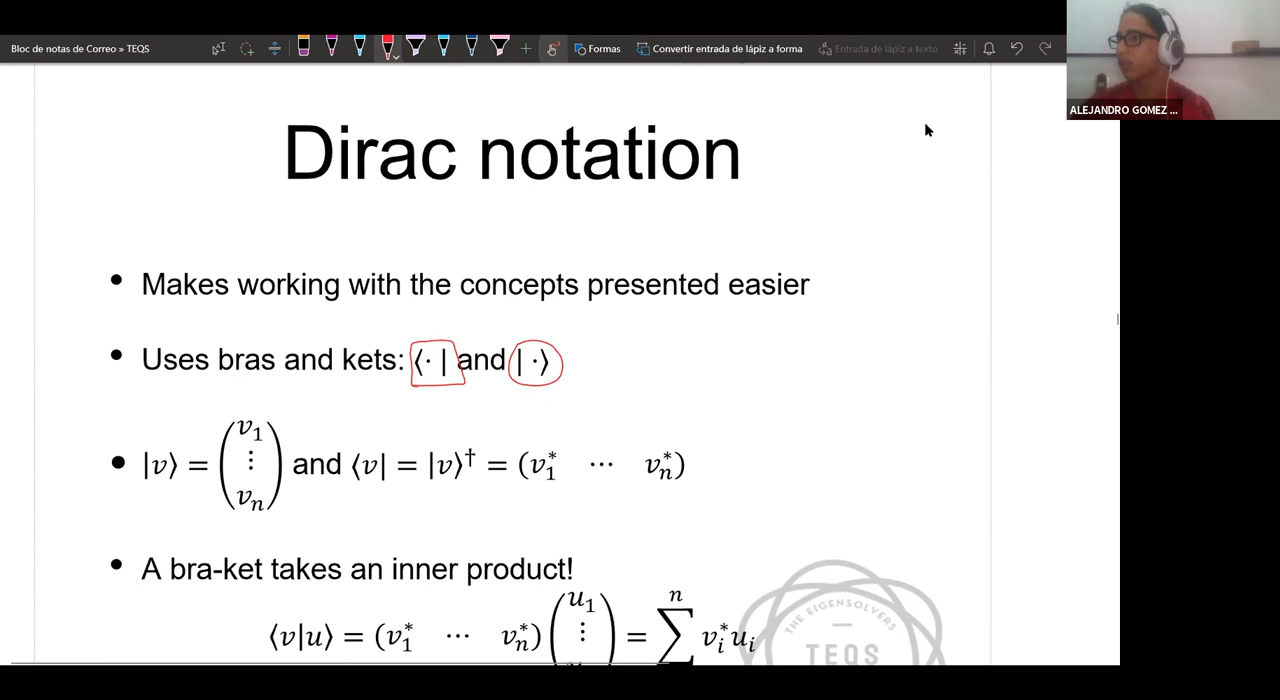 Bloc de notas de Correo » TEQS
Formas
Convertir entrada de lápiz a forma
Entrada de lápiz a texto
ALEJANDRO GOMEZ ...
Dirac notation
• Makes working with the concepts presented easier
• Uses bras and kets: ⟨· | and | ·⟩
• |v⟩ = (v₁ ⋮ vₙ) and ⟨v| = |v⟩† = (v₁* ⋯ vₙ*)
• A bra-ket takes an inner product!
⟨v|u⟩ = (v₁* ⋯ vₙ*) (u₁ ⋮ = ∑ⁿ vᵢ*uᵢ
THE EIGENSOLVERS
TEQS